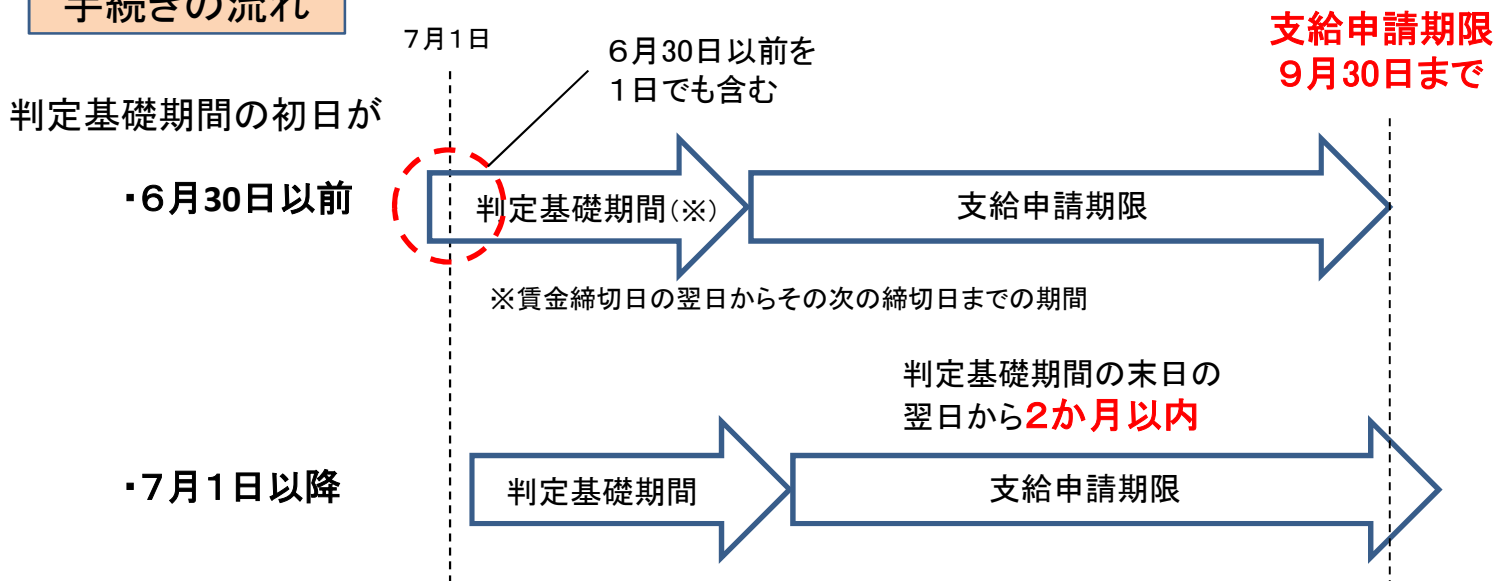 手続きの流れ
7月1日
6月30日以前を
1日でも含む
支給申請期限
9月30日まで
判定基礎期間の初日が
・6月30日以前
判定基礎期間(※)
支給申請期限
※賃金締切日の翌日からその次の締切日までの期間
判定基礎期間の末日の
翌日から2か月以内
・7月1日以降
判定基礎期間
支給申請期限